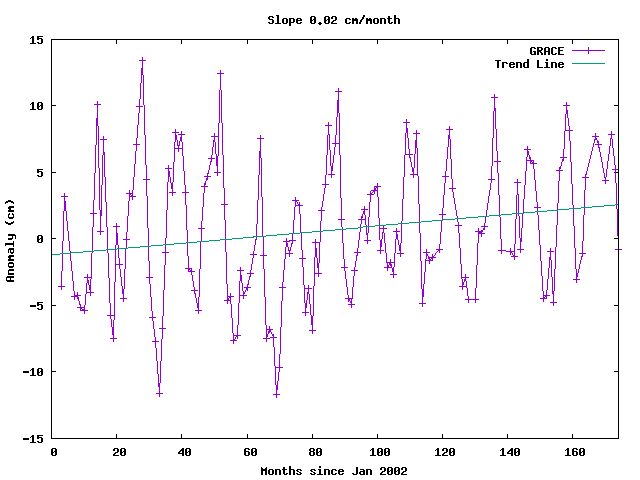 Slope 0.02 cm/month
GRACE
Trend Line
15
10
5
0
-5
-10
-15
Anomaly (cm)
0 20 40 60 80 100 120 140 160
Months since Jan 2002